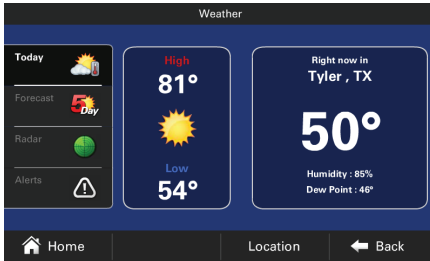 Weather
Today
Forecast
5 Day
Radar
Alerts
High
81°
Low
54°
Right now in
Tyler , TX
50°
Humidity : 85%
Dew Point : 46°
Home
Location
Back